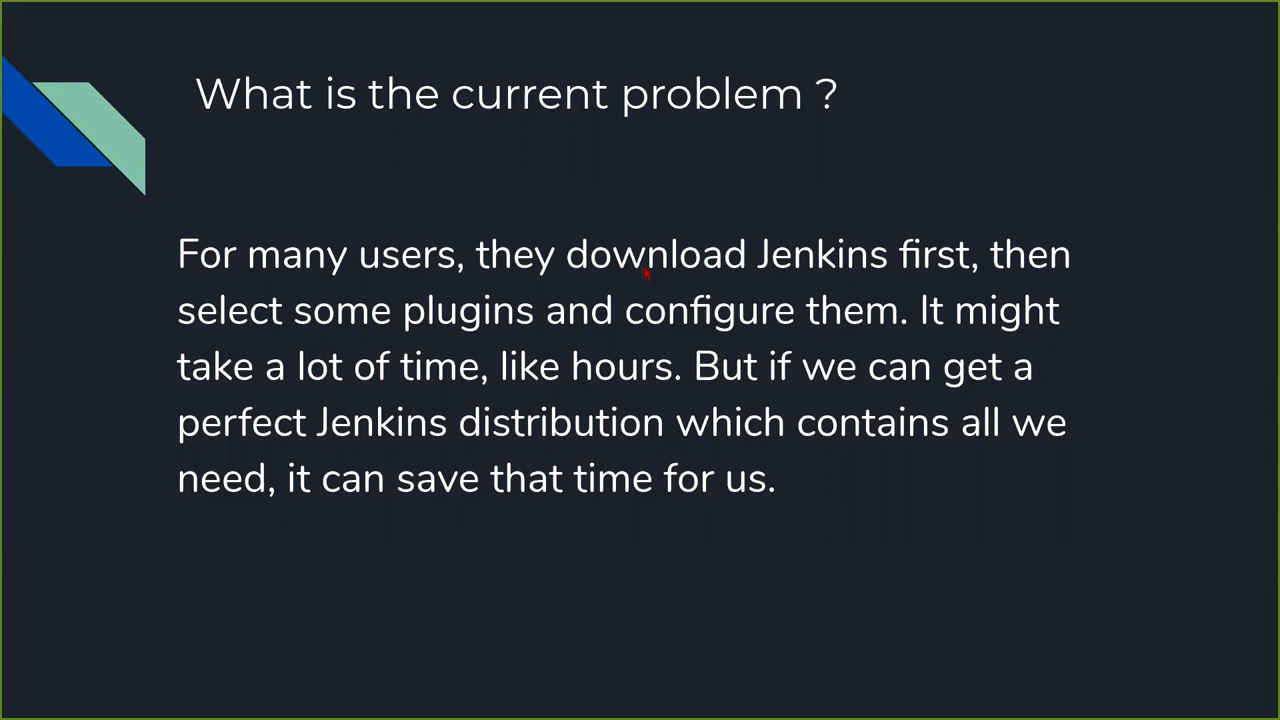 What is the current problem ?
For many users, they download Jenkins first, then
select some plugins and configure them. It might
take a lot of time, like hours. But if we can get a
perfect Jenkins distribution which contains all we
need, it can save that time for us.